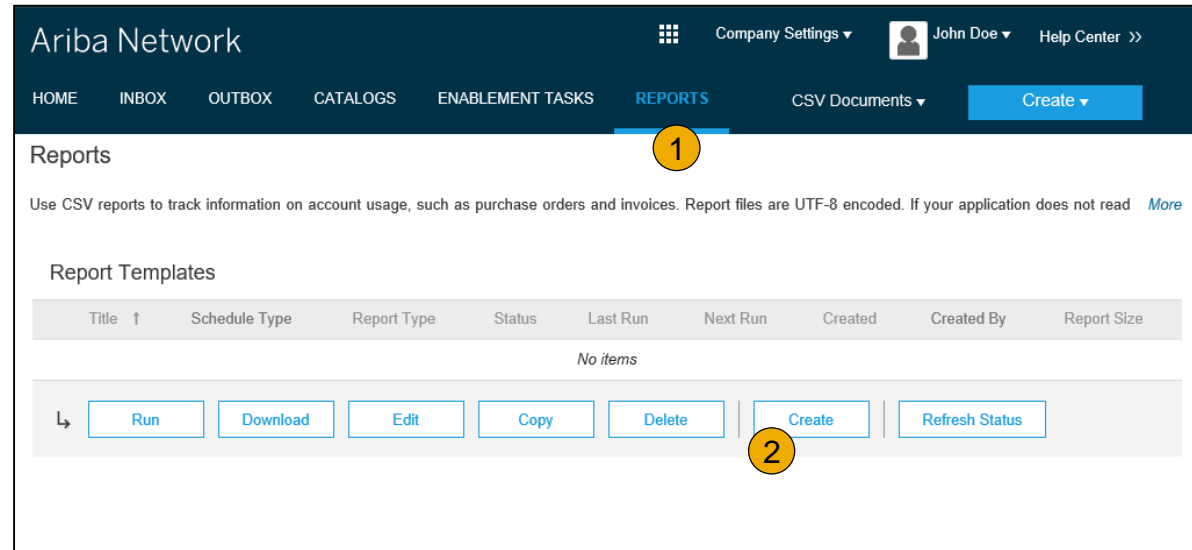 Ariba Network
Company Settings ▾
John Doe ▾
Help Center >>
HOME INBOX OUTBOX CATALOGS ENABLEMENT TASKS REPORTS CSV Documents ▾ Create ▾
1
Reports
Use CSV reports to track information on account usage, such as purchase orders and invoices. Report files are UTF-8 encoded. If your application does not read More
Report Templates
Title ↑ Schedule Type Report Type Status Last Run Next Run Created Created By Report Size
No items
Run Download Edit Copy Delete Create Refresh Status
2